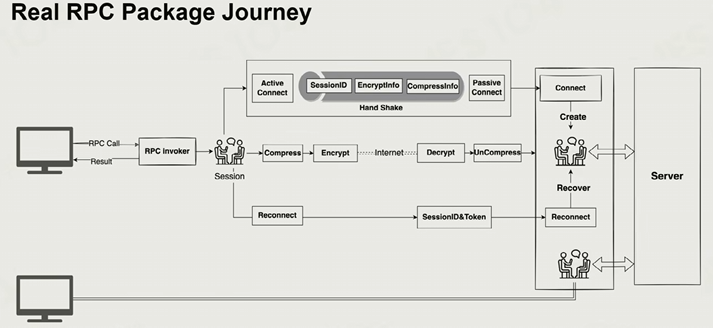 Real RPC Package Journey
Active
Connect
SessionID
EncryptInfo
CompressInfo
Passive
Connect
Hand Shake
Connect
Create
RPC Call
Result
RPC Invoker
Session
Compress
Encrypt
Internet
Decrypt
UnCompress
Recover
Server
Reconnect
SessionID&Token
Reconnect